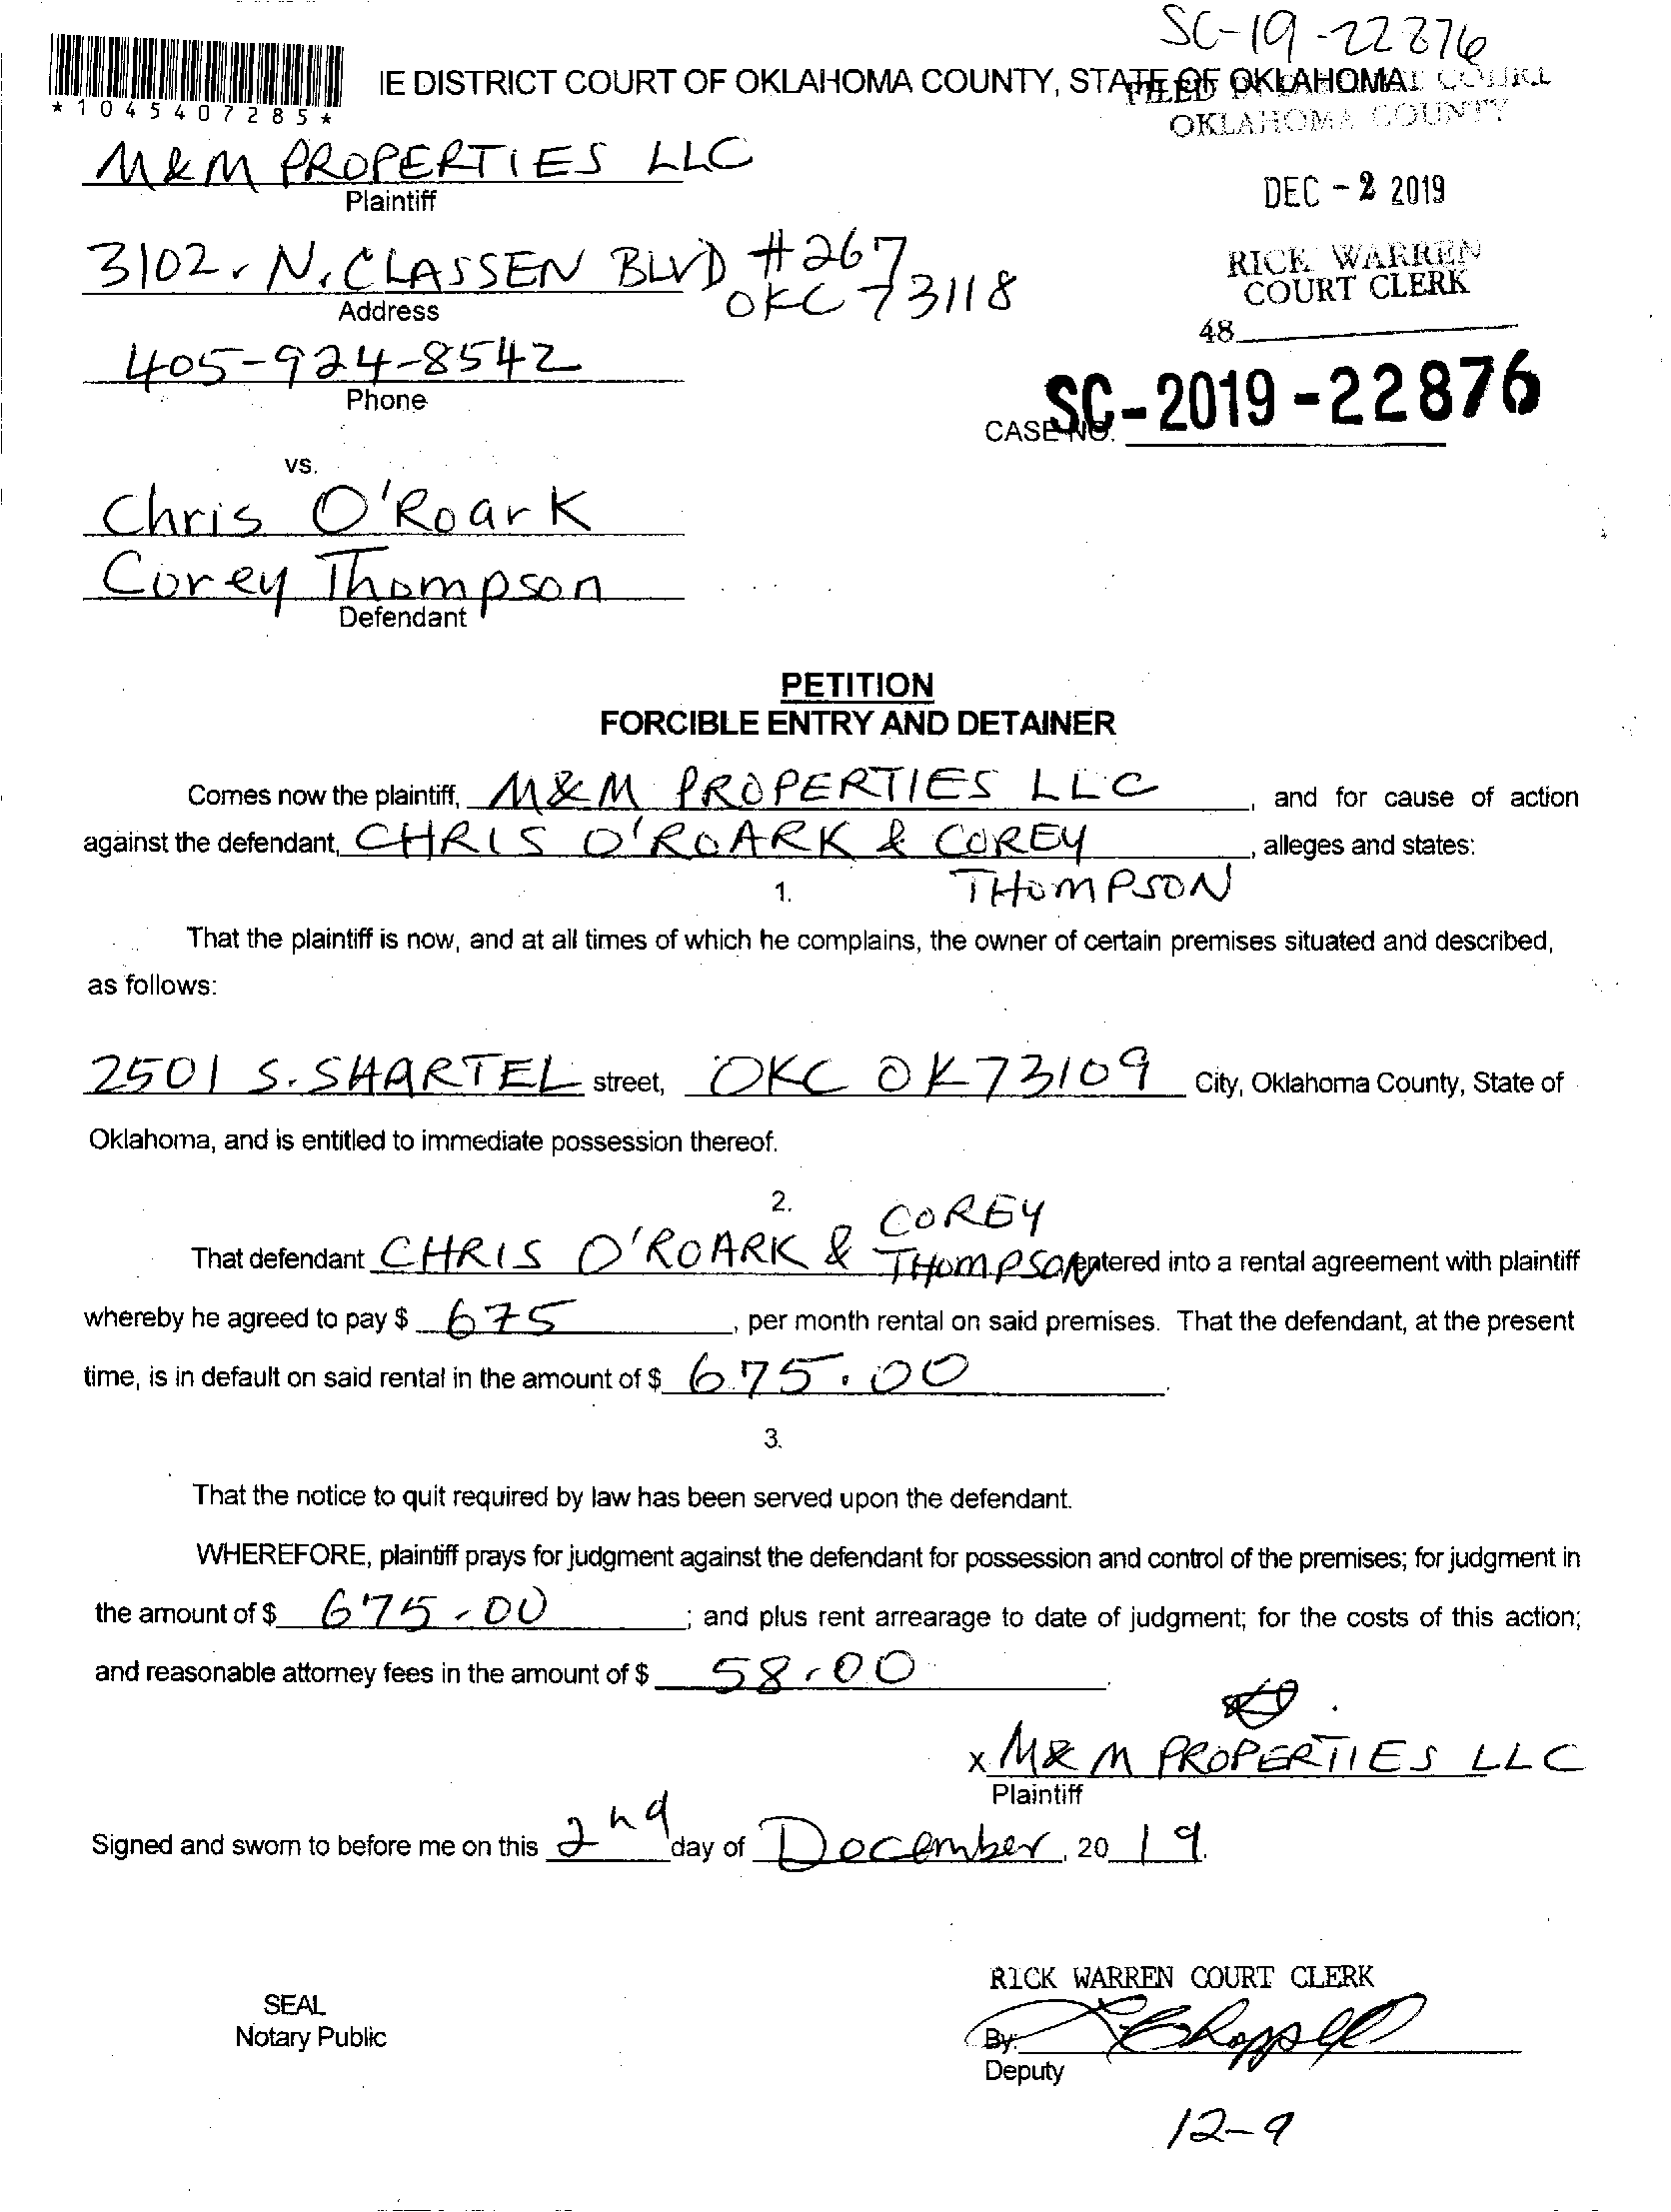 SC-19-22876
*1045407285*
IE DISTRICT COURT OF OKLAHOMA COUNTY, STATE OF OKLAHOMA
FILED COURT
OKLAHOMA COUNTY
M&M PROPERTIES LLC
Plaintiff
DEC - 2 2019
3102. N. CLASSEN BLVD #267
OKC 73118
Address
RICK WARREN
COURT CLERK
48
405-924-8542
Phone
CASE NO. SC-2019-22876
vs.
Chris O'Roark
Corey Thompson
Defendant
PETITION
FORCIBLE ENTRY AND DETAINER
Comes now the plaintiff, M&M PROPERTIES LLC, and for cause of action
against the defendant, CHRIS O'ROARK & COREY, alleges and states:
THOMPSON
1.
That the plaintiff is now, and at all times of which he complains, the owner of certain premises situated and described,
as follows:
2501 S. SHARTEL street, OKC OK 73109 City, Oklahoma County, State of
Oklahoma, and is entitled to immediate possession thereof.
2.
COREY
That defendant CHRIS O'ROARK & THOMPSON entered into a rental agreement with plaintiff
whereby he agreed to pay $ 675, per month rental on said premises. That the defendant, at the present
time, is in default on said rental in the amount of $ 675.00.
3.
That the notice to quit required by law has been served upon the defendant.
WHEREFORE, plaintiff prays for judgment against the defendant for possession and control of the premises; for judgment in
the amount of $ 675.00; and plus rent arrearage to date of judgment; for the costs of this action;
and reasonable attorney fees in the amount of $ 58.00.
x M&M PROPERTIES LLC
Plaintiff
Signed and sworn to before me on this 2nd day of December, 2019.
RICK WARREN COURT CLERK
SEAL
Notary Public
By:
Deputy
12-9